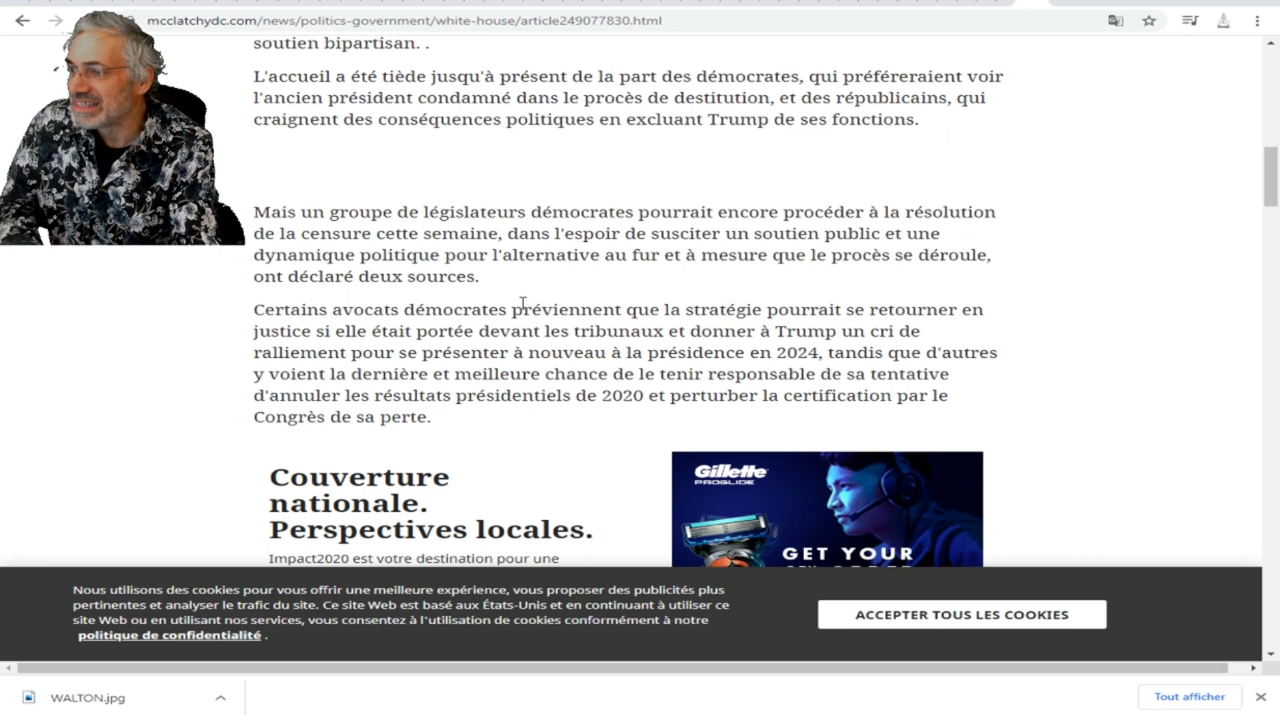 mcclatchydc.com/news/politics-government/white-house/article249077830.html
soutien bipartisan. .
L'accueil a été tiède jusqu'à présent de la part des démocrates, qui préféreraient voir
l'ancien président condamné dans le procès de destitution, et des républicains, qui
craignent des conséquences politiques en excluant Trump de ses fonctions.
Mais un groupe de législateurs démocrates pourrait encore procéder à la résolution
de la censure cette semaine, dans l'espoir de susciter un soutien public et une
dynamique politique pour l'alternative au fur et à mesure que le procès se déroule,
ont déclaré deux sources.
Certains avocats démocrates préviennent que la stratégie pourrait se retourner en
justice si elle était portée devant les tribunaux et donner à Trump un cri de
ralliement pour se présenter à nouveau à la présidence en 2024, tandis que d'autres
y voient la dernière et meilleure chance de le tenir responsable de sa tentative
d'annuler les résultats présidentiels de 2020 et perturber la certification par le
Congrès de sa perte.
Couverture
nationale.
Perspectives locales.
Impact2020 est votre destination pour une
Gillette
PROGLIDE
GET YOUR
Nous utilisons des cookies pour vous offrir une meilleure expérience, vous proposer des publicités plus
pertinentes et analyser le trafic du site. Ce site Web est basé aux États-Unis et en continuant à utiliser ce
site Web ou en utilisant nos services, vous consentez à l'utilisation de cookies conformément à notre
politique de confidentialité .
ACCEPTER TOUS LES COOKIES
WALTON.jpg
Tout afficher